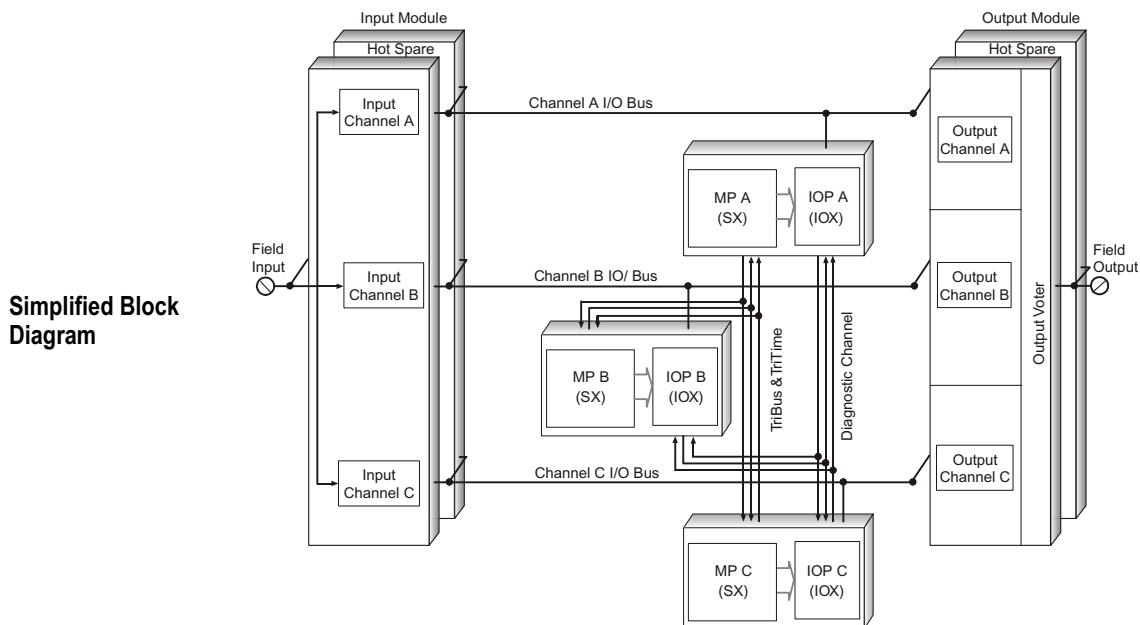 Input Module
Hot Spare
Output Module
Hot Spare
Input
Channel A
Channel A I/O Bus
Output
Channel A
MP A
(SX)
IOP A
(IOX)
Field
Input
Input
Channel B
Channel B IO/ Bus
Output
Channel B
Field
Output
Simplified Block
Diagram
MP B
(SX)
IOP B
(IOX)
TriBus & TriTime
Diagnostic Channel
Output Voter
Input
Channel C
Channel C I/O Bus
Output
Channel C
MP C
(SX)
IOP C
(IOX)